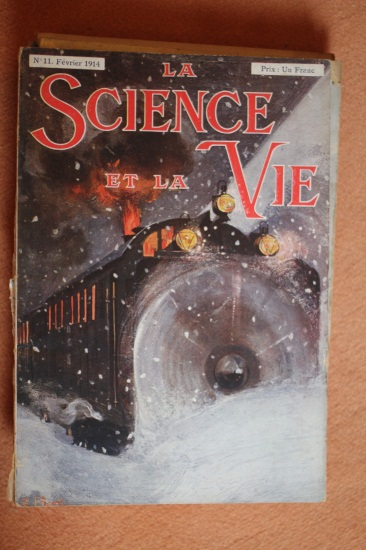 N° 11. Février 1914
Prix : Un Franc
LA
SCIENCE
ET LA
VIE